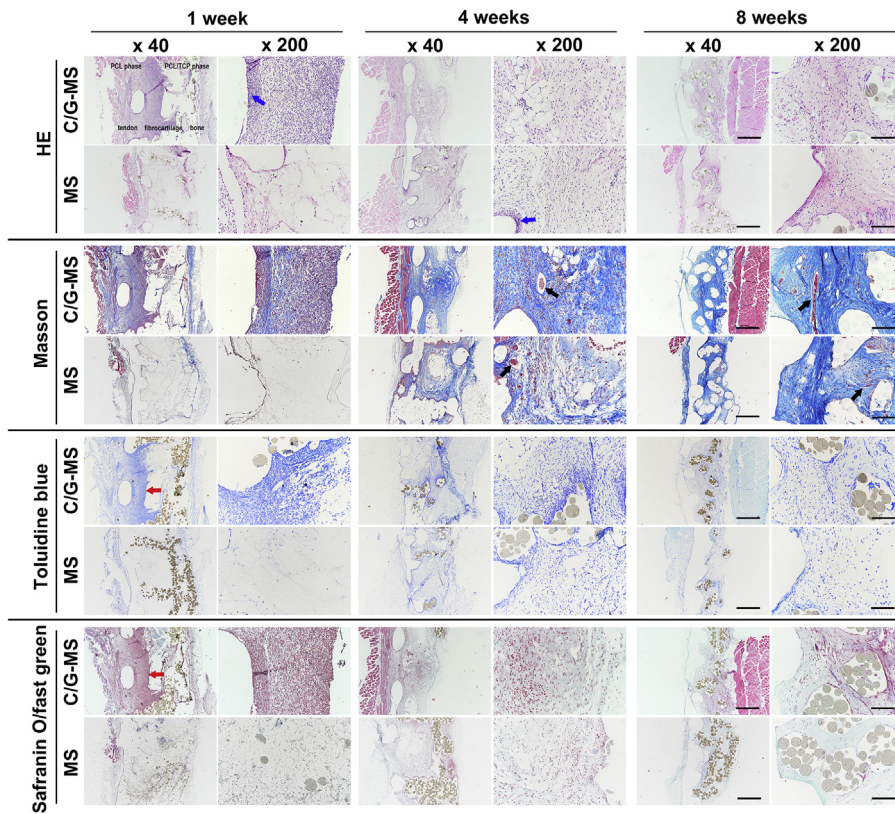 1 week 4 weeks 8 weeks
x 40 x 200 x 40 x 200 x 40 x 200
HE
C/G-MS
PCL phase PCL/TCP phase
tendon fibrocartilage bone
MS
Masson
C/G-MS
MS
Toluidine blue
C/G-MS
MS
Safranin O/fast green
C/G-MS
MS